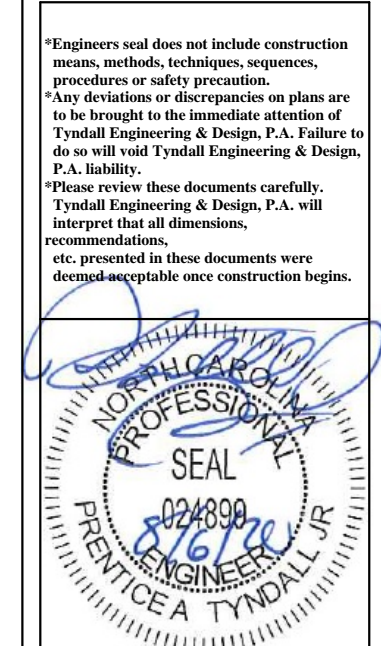 *Engineers seal does not include construction
means, methods, techniques, sequences,
procedures or safety precaution.
*Any deviations or discrepancies on plans are
to be brought to the immediate attention of
Tyndall Engineering & Design, P.A. Failure to
do so will void Tyndall Engineering & Design,
P.A. liability.
*Please review these documents carefully.
Tyndall Engineering & Design, P.A. will
interpret that all dimensions,
recommendations,
etc. presented in these documents were
deemed acceptable once construction begins.
NORTH CAROLINA
PROFESSIONAL
SEAL
024890
ENGINEER
PRENTICE A TYNDALL JR